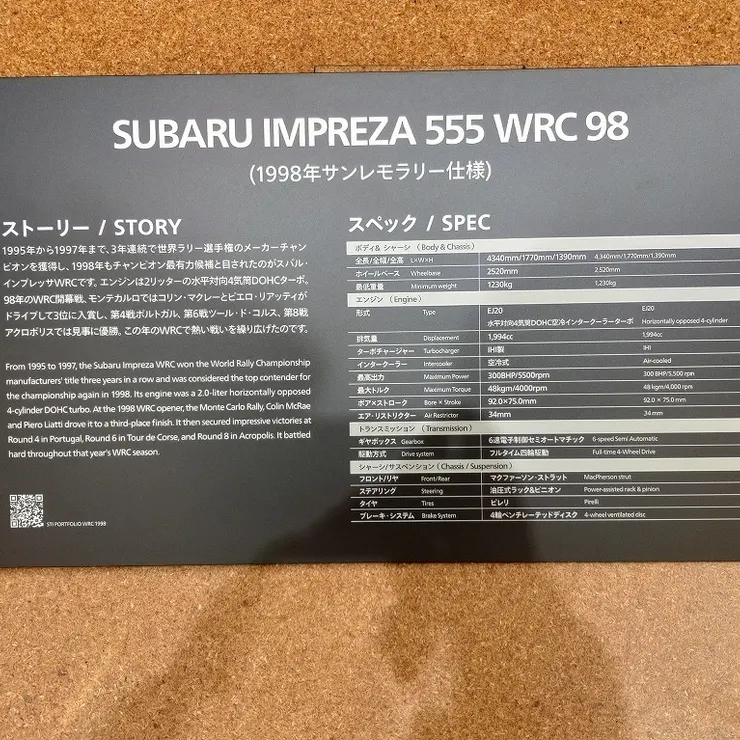 SUBARU IMPREZA 555 WRC 98
(1998年サンレモラリー仕様)
ストーリー / STORY
1995年から1997年まで、3年連続で世界ラリー選手権のメーカーチャン
ピオンを獲得し、1998年もチャンピオン最有力候補と目されたのがスバル・
インプレッサWRCです。エンジンは2リッターの水平対向4気筒DOHCターボ。
98年のWRC開幕戦、モンテカルロではコリン・マクレーとピエロ・リアッティが
ドライブして3位に入賞し、第4戦ポルトガル、第6戦ツール・ド・コルス、第8戦
アクロポリスでは見事に優勝。この年のWRCで熱い戦いを繰り広げたのです。
From 1995 to 1997, the Subaru Impreza WRC won the World Rally Championship
manufacturers' title three years in a row and was considered the top contender for
the championship again in 1998. Its engine was a 2.0-liter horizontally opposed
4-cylinder DOHC turbo. At the 1998 WRC opener, the Monte Carlo Rally, Colin McRae
and Piero Liatti drove it to a third-place finish. It then secured impressive victories at
Round 4 in Portugal, Round 6 in Tour de Corse, and Round 8 in Acropolis. It battled
hard throughout that year's WRC season.
STI PORTFOLIO WRC 1998
スペック / SPEC
ボディ& シャーシ (Body & Chassis)
全長/全幅/全高 L×W×H 4340mm/1770mm/1390mm 4,340mm/1,770mm/1,390mm
ホイールベース Wheelbase 2520mm 2,520mm
最低重量 Minimum weight 1230kg 1,230kg
エンジン (Engine)
形式 Type EJ20 EJ20
水平対向4気筒DOHC空冷インタークーラーターボ Horizontally opposed 4-cylinder
排気量 Displacement 1,994cc 1,994cc
ターボチャージャー Turbocharger IHI製 IHI
インタークーラー Intercooler 空冷式 Air-cooled
最高出力 Maximum Power 300BHP/5500rpm 300 BHP/5,500 rpm
最大トルク Maximum Torque 48kgm/4000rpm 48 kgm/4,000 rpm
ボア×ストローク Bore × Stroke 92.0×75.0mm 92.0 × 75.0 mm
エア・リストリクター Air Restrictor 34mm 34 mm
トランスミッション (Transmission)
ギヤボックス Gearbox 6速電子制御セミオートマチック 6-speed Semi Automatic
駆動方式 Drive system フルタイム四輪駆動 Full-time 4-Wheel Drive
シャーシ/サスペンション (Chassis / Suspension)
フロント/リヤ Front/Rear マクファーソン・ストラット MacPherson strut
ステアリング Steering 油圧式ラック&ピニオン Power-assisted rack & pinion
タイヤ Tires ピレリ Pirelli
ブレーキ・システム Brake System 4輪ベンチレーテッドディスク 4-wheel ventilated disc